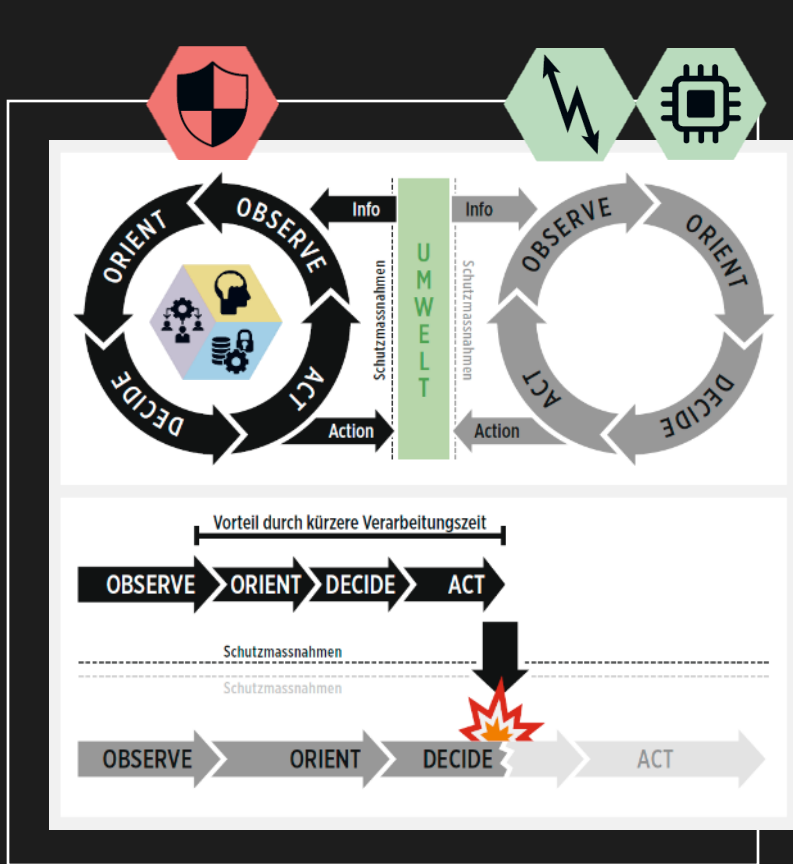 ORIENT
OBSERVE
DECIDE
ACT
Info
Action
Schutzmassnahmen
UMWELT
Schutzmassnahmen
Info
Action
OBSERVE
ORIENT
DECIDE
ACT
Vorteil durch kürzere Verarbeitungszeit
OBSERVE ORIENT DECIDE ACT
Schutzmassnahmen
Schutzmassnahmen
OBSERVE ORIENT DECIDE ACT